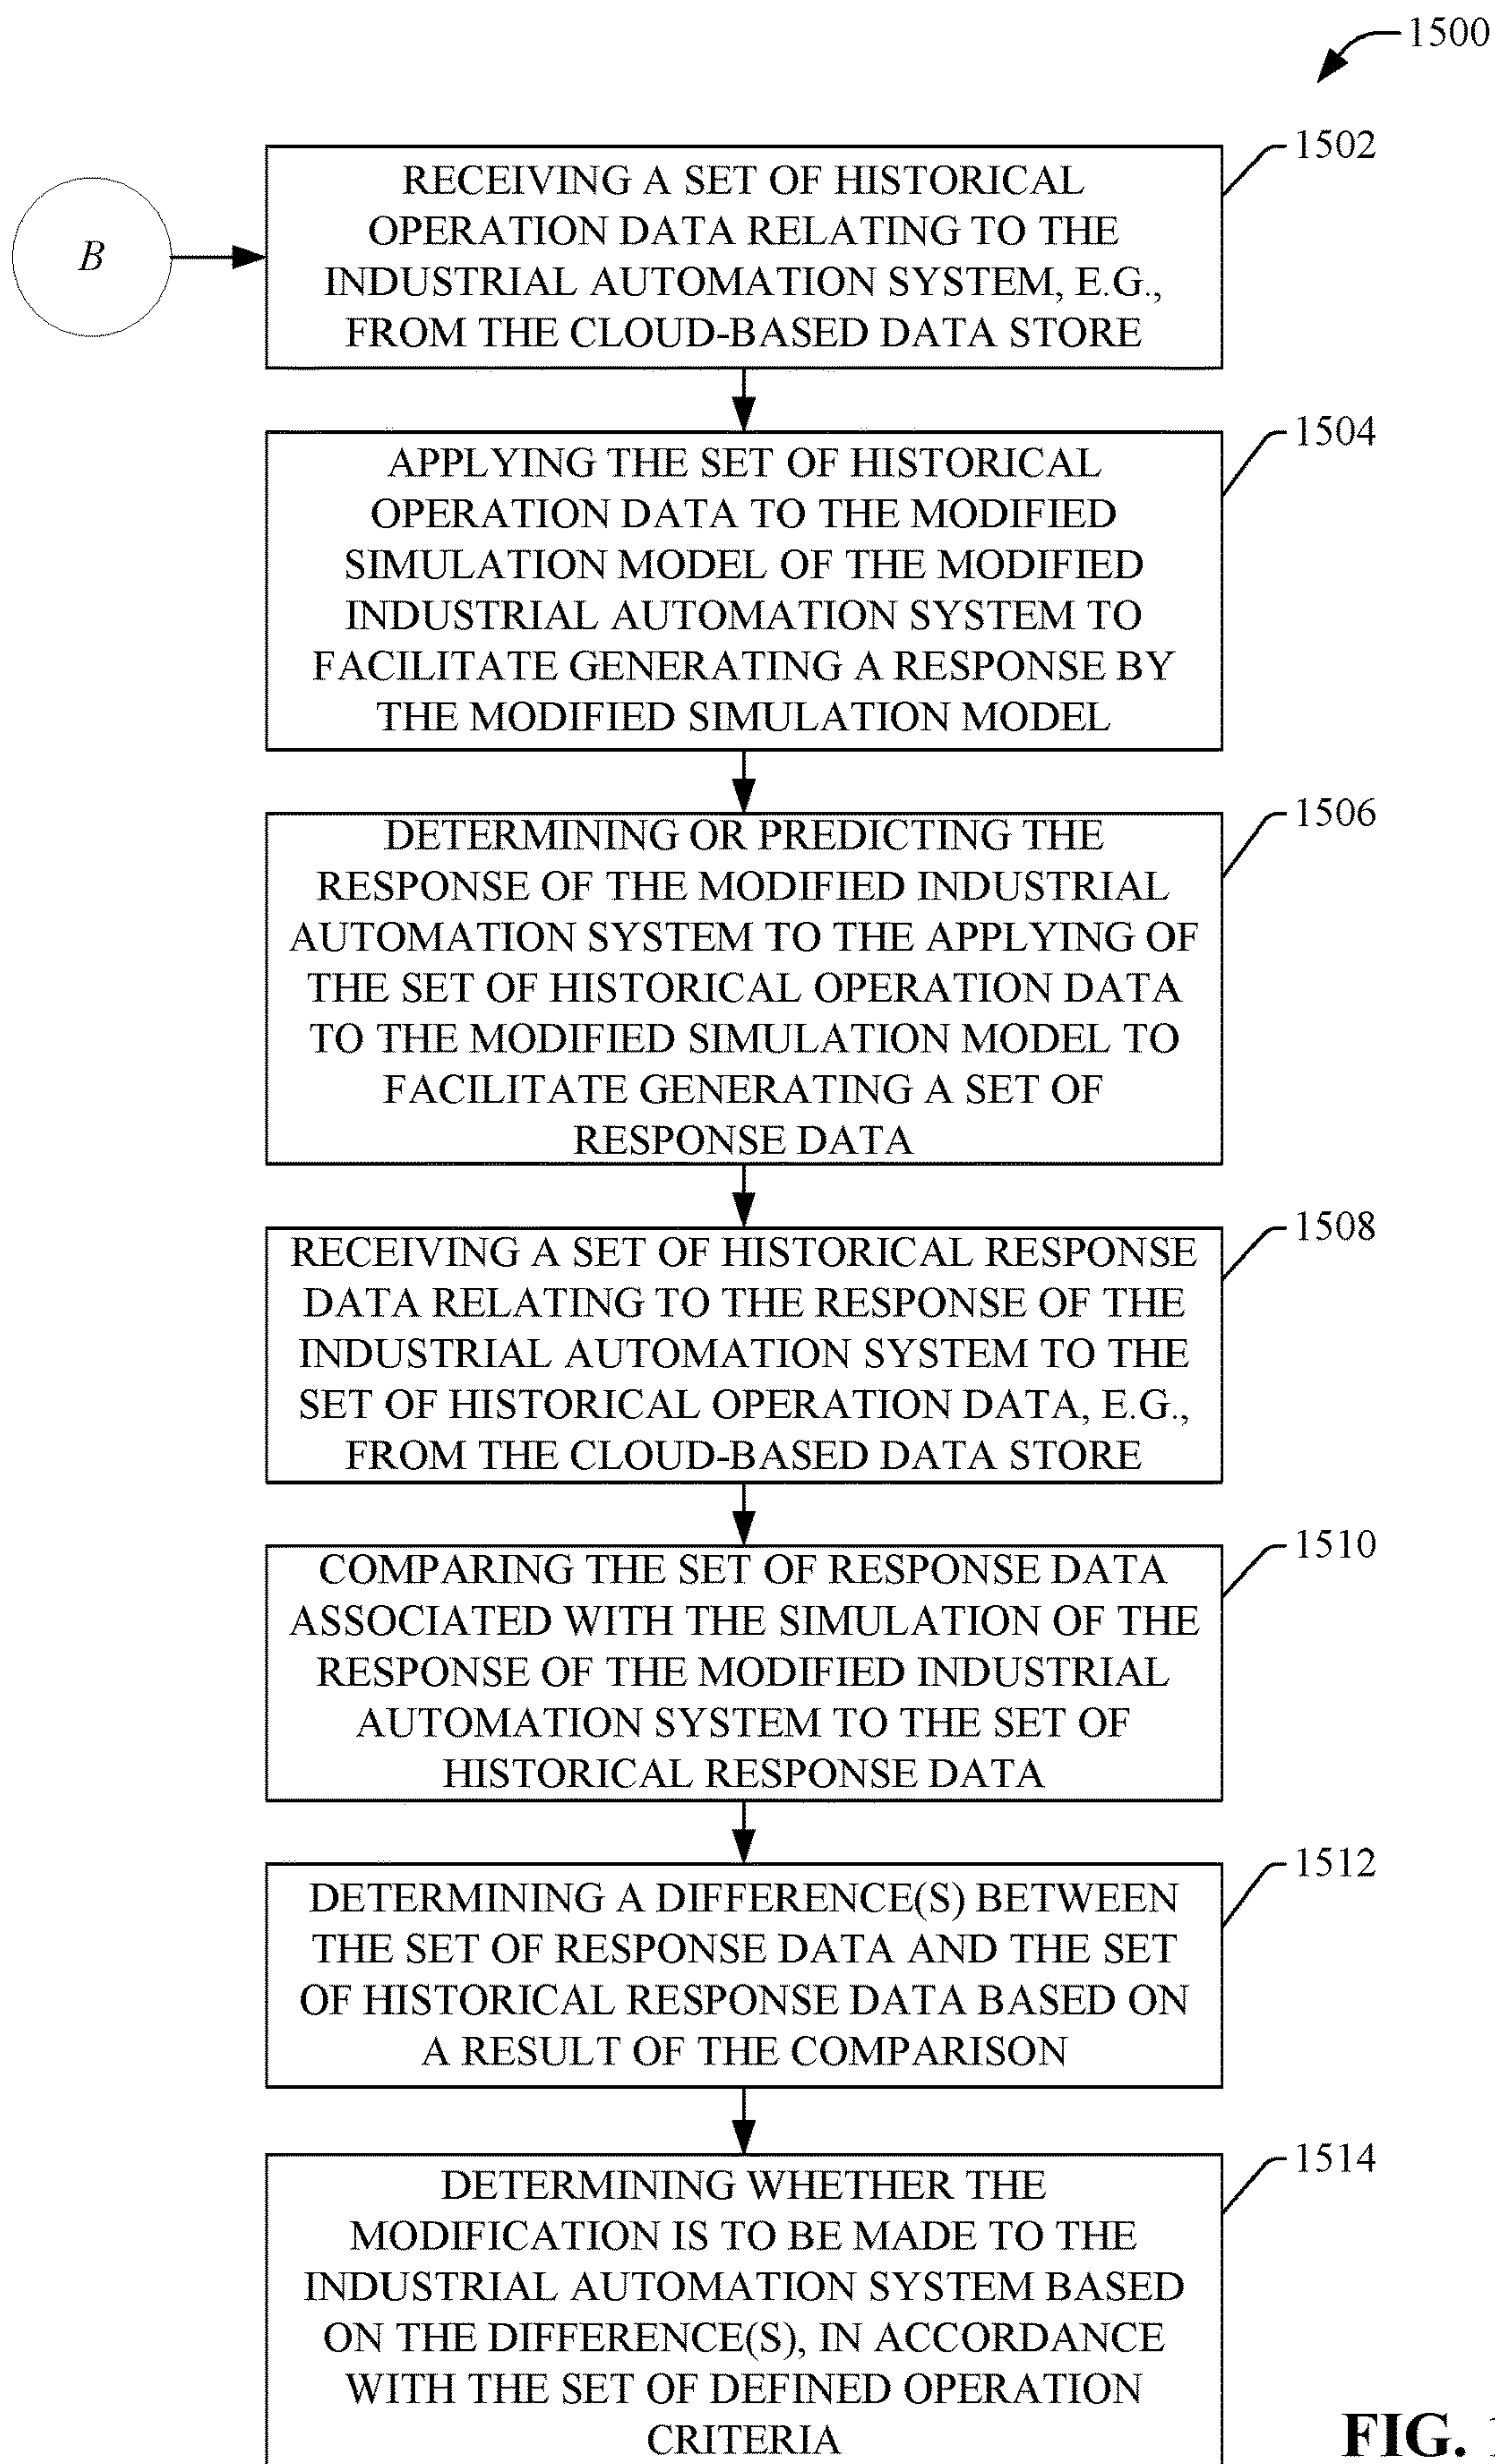 1500
1502
B
RECEIVING A SET OF HISTORICAL
OPERATION DATA RELATING TO THE
INDUSTRIAL AUTOMATION SYSTEM, E.G.,
FROM THE CLOUD-BASED DATA STORE
1504
APPLYING THE SET OF HISTORICAL
OPERATION DATA TO THE MODIFIED
SIMULATION MODEL OF THE MODIFIED
INDUSTRIAL AUTOMATION SYSTEM TO
FACILITATE GENERATING A RESPONSE BY
THE MODIFIED SIMULATION MODEL
1506
DETERMINING OR PREDICTING THE
RESPONSE OF THE MODIFIED INDUSTRIAL
AUTOMATION SYSTEM TO THE APPLYING OF
THE SET OF HISTORICAL OPERATION DATA
TO THE MODIFIED SIMULATION MODEL TO
FACILITATE GENERATING A SET OF
RESPONSE DATA
1508
RECEIVING A SET OF HISTORICAL RESPONSE
DATA RELATING TO THE RESPONSE OF THE
INDUSTRIAL AUTOMATION SYSTEM TO THE
SET OF HISTORICAL OPERATION DATA, E.G.,
FROM THE CLOUD-BASED DATA STORE
1510
COMPARING THE SET OF RESPONSE DATA
ASSOCIATED WITH THE SIMULATION OF THE
RESPONSE OF THE MODIFIED INDUSTRIAL
AUTOMATION SYSTEM TO THE SET OF
HISTORICAL RESPONSE DATA
1512
DETERMINING A DIFFERENCE(S) BETWEEN
THE SET OF RESPONSE DATA AND THE SET
OF HISTORICAL RESPONSE DATA BASED ON
A RESULT OF THE COMPARISON
1514
DETERMINING WHETHER THE
MODIFICATION IS TO BE MADE TO THE
INDUSTRIAL AUTOMATION SYSTEM BASED
ON THE DIFFERENCE(S), IN ACCORDANCE
WITH THE SET OF DEFINED OPERATION
CRITERIA
FIG.